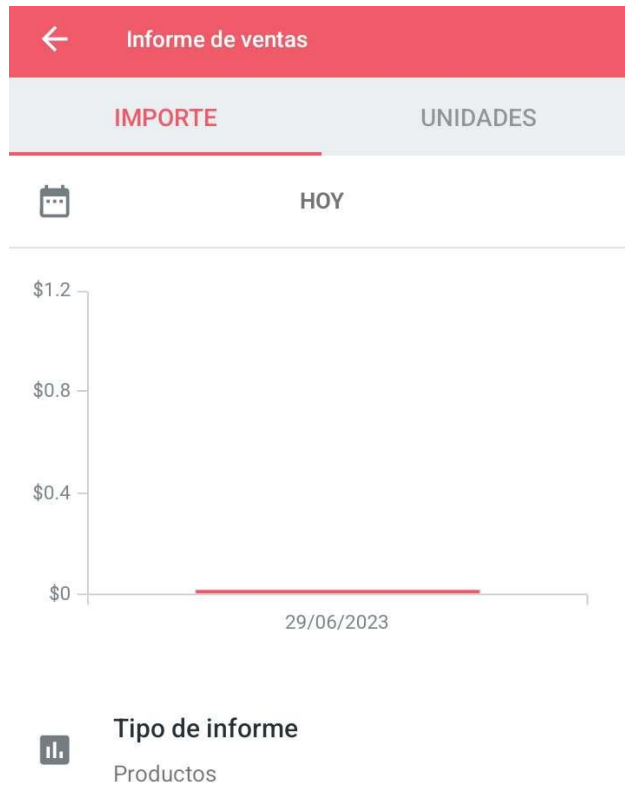 Informe de ventas
IMPORTE UNIDADES
HOY
$1.2
$0.8
$0.4
$0
29/06/2023
Tipo de informe
Productos